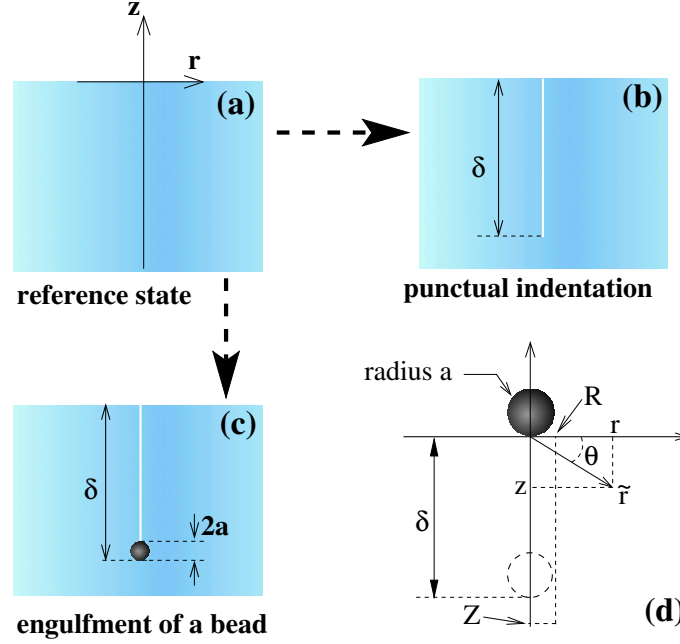 z
r
(a)
(b)
δ
reference state
punctual indentation
(c)
δ
2a
engulfment of a bead
radius a
R
r
θ
z
r̃
δ
Z
(d)